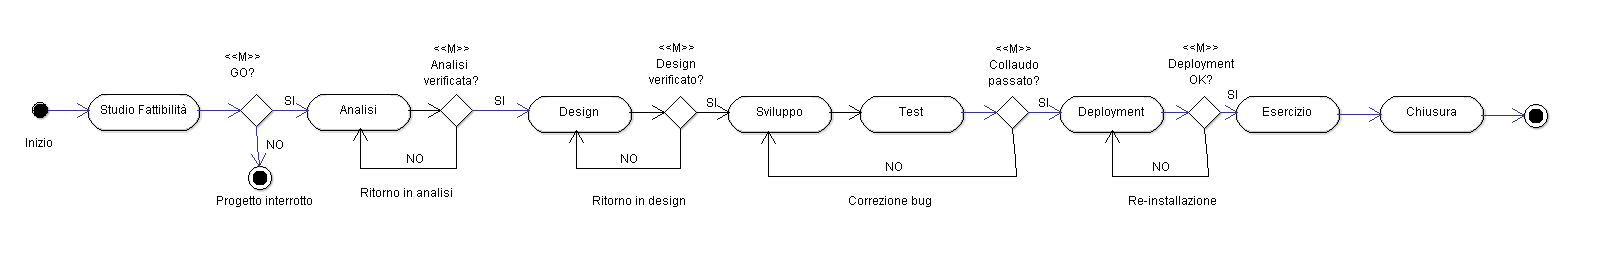 Inizio
Studio Fattibilità
<<M>>
GO?
SI
NO
Progetto interrotto
Analisi
<<M>>
Analisi
verificata?
SI
NO
Ritorno in analisi
Design
<<M>>
Design
verificato?
SI
NO
Ritorno in design
Sviluppo
Test
<<M>>
Collaudo
passato?
SI
NO
Correzione bug
Deployment
<<M>>
Deployment
OK?
SI
NO
Re-installazione
Esercizio
Chiusura